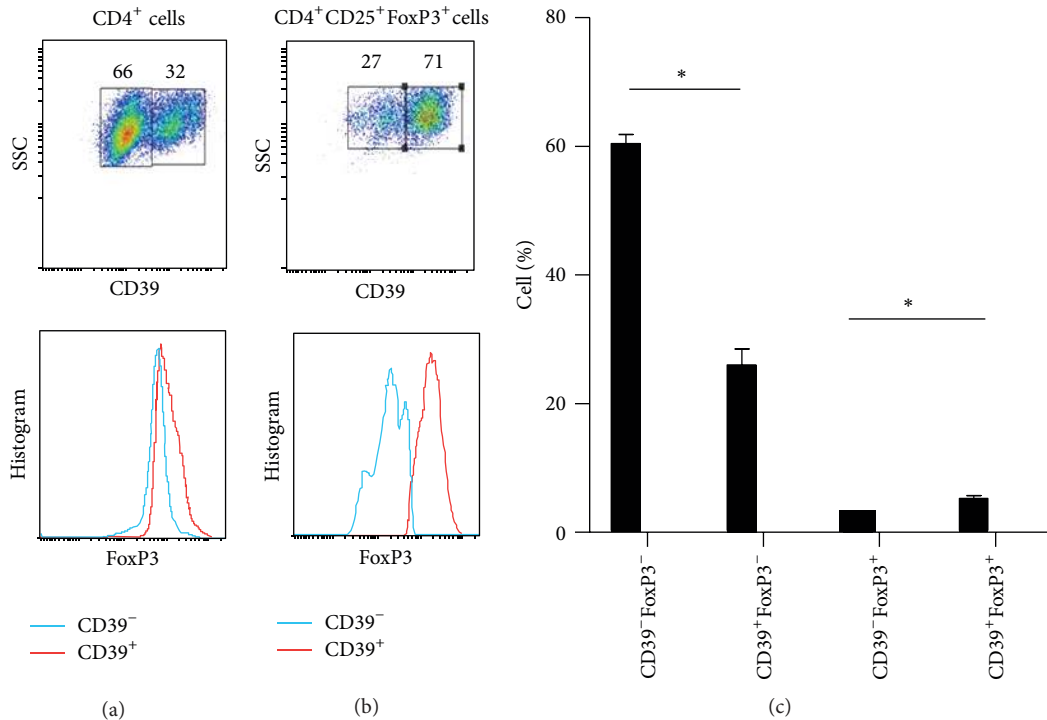 CD4⁺ cells
66 32
SSC
CD39
Histogram
FoxP3
CD39⁻
CD39⁺
(a)
CD4⁺CD25⁺FoxP3⁺cells
27 71
SSC
CD39
Histogram
FoxP3
CD39⁻
CD39⁺
(b)
80
60
40
20
0
Cell (%)
*
*
CD39⁻FoxP3⁻
CD39⁺FoxP3⁻
CD39⁻FoxP3⁺
CD39⁺FoxP3⁺
(c)